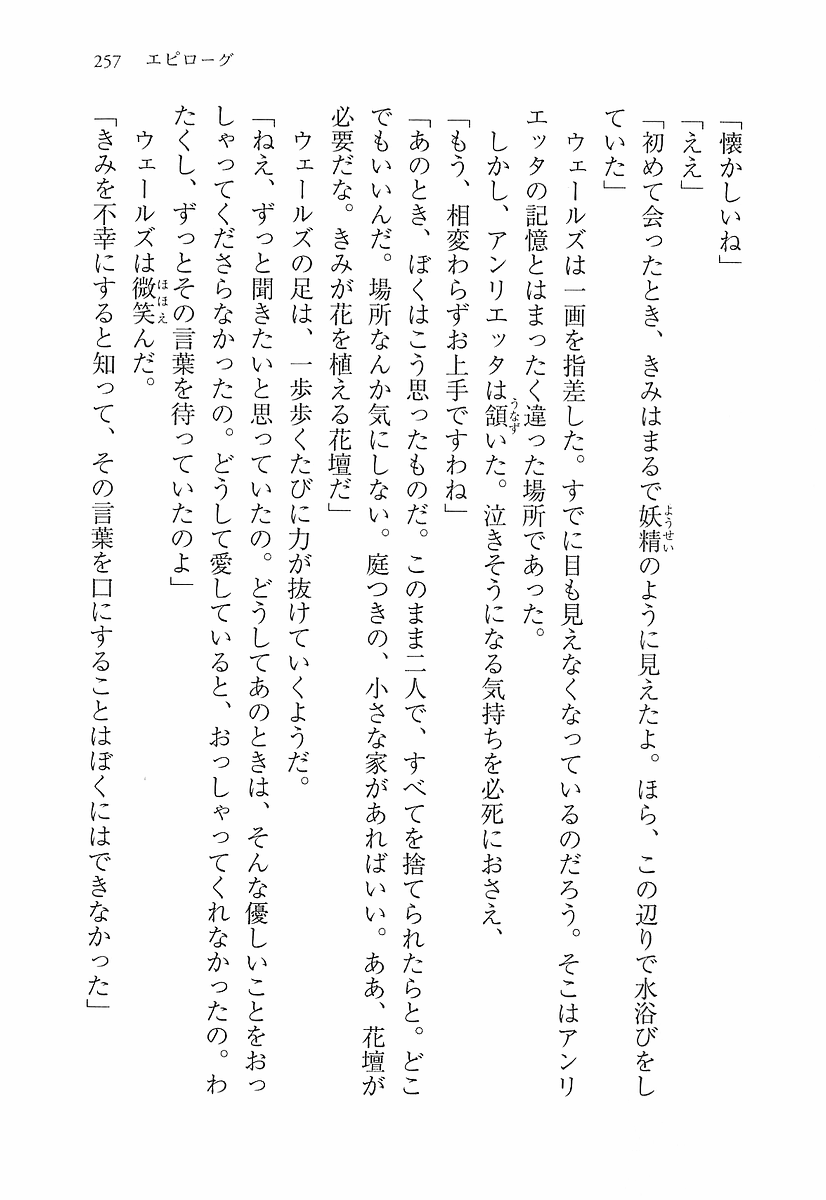 257 エピローグ
「懐かしいね」
「ええ」
「初めて会ったとき、きみはまるで妖精のように見えたよ。ほら、この辺りで水浴びをし
ていた」
ウェールズは一画を指差した。すでに目も見えなくなっているのだろう。そこはアンリ
エッタの記憶とはまったく違った場所であった。
しかし、アンリエッタは頷いた。泣きそうになる気持ちを必死におさえ、
「もう、相変わらずお上手ですわね」
「あのとき、ぼくはこう思ったものだ。このまま二人で、すべてを捨てられたらと。どこ
でもいいんだ。場所なんか気にしない。庭つきの、小さな家があればいい。ああ、花壇が
必要だな。きみが花を植える花壇だ」
ウェールズの足は、一歩歩くたびに力が抜けていくようだ。
「ねえ、ずっと聞きたいと思っていたの。どうしてあのときは、そんな優しいことをおっ
しゃってくださらなかったの。どうして愛していると、おっしゃってくれなかったの。わ
たくし、ずっとその言葉を待っていたのよ」
ウェールズは微笑んだ。
「きみを不幸にすると知って、その言葉を口にすることはぼくにはできなかった」
ようせい
うなず
ほほえ